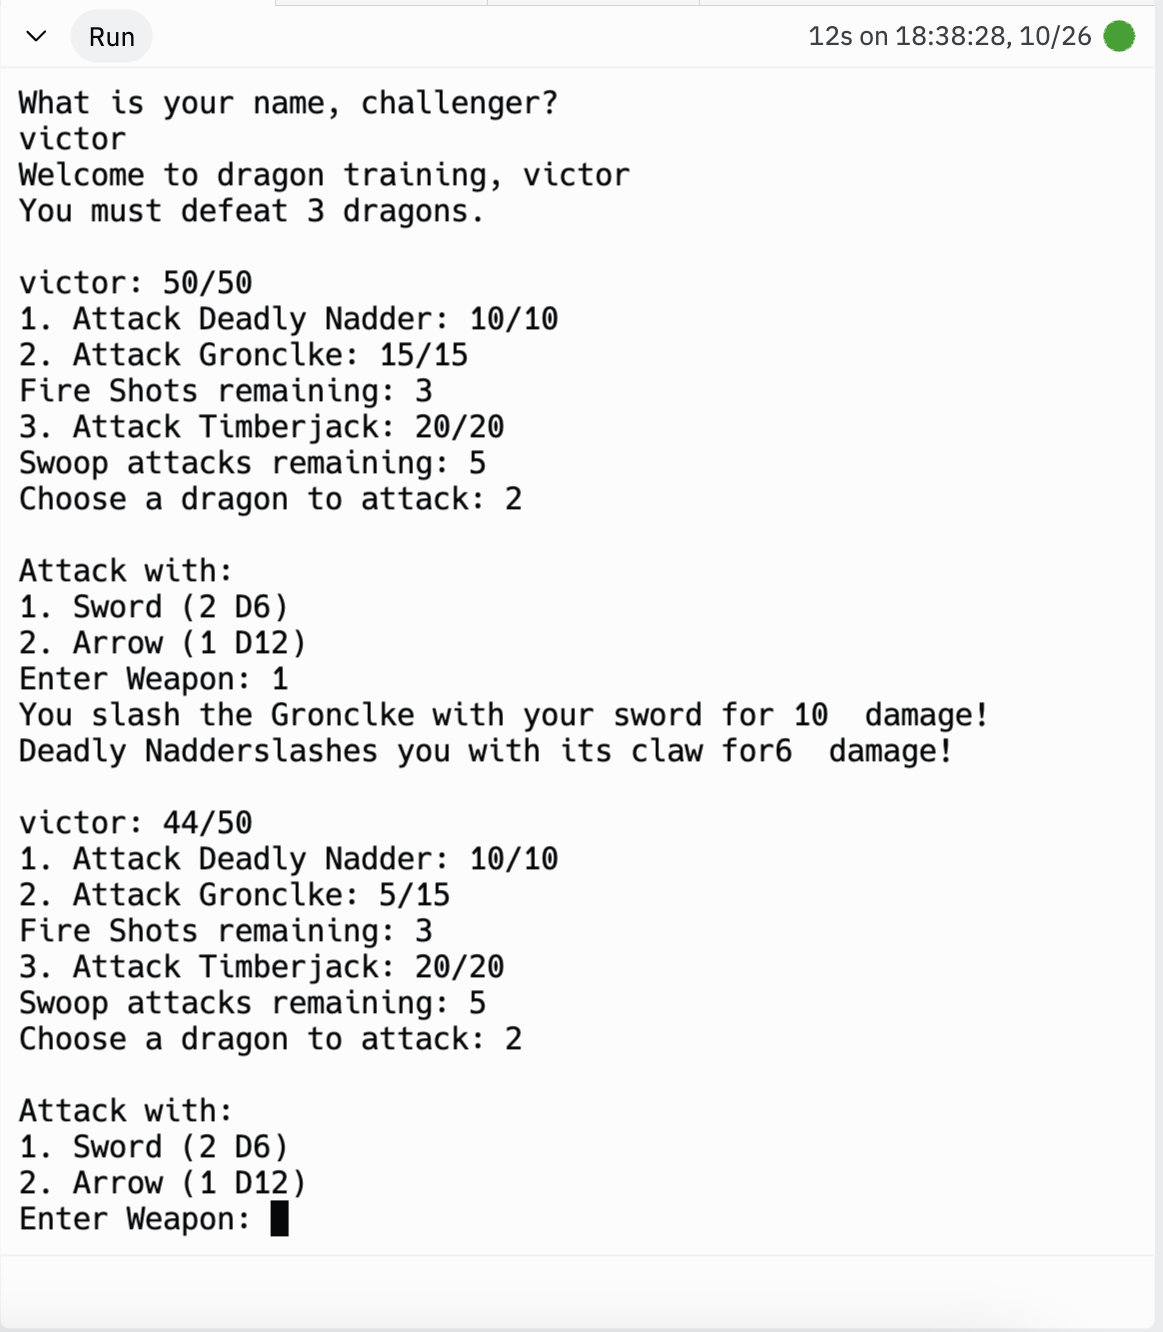 Run
12s on 18:38:28, 10/26
What is your name, challenger?
victor
Welcome to dragon training, victor
You must defeat 3 dragons.
victor: 50/50
1. Attack Deadly Nadder: 10/10
2. Attack Gronclke: 15/15
Fire Shots remaining: 3
3. Attack Timberjack: 20/20
Swoop attacks remaining: 5
Choose a dragon to attack: 2
Attack with:
1. Sword (2 D6)
2. Arrow (1 D12)
Enter Weapon: 1
You slash the Gronclke with your sword for 10  damage!
Deadly Nadderslashes you with its claw for6  damage!
victor: 44/50
1. Attack Deadly Nadder: 10/10
2. Attack Gronclke: 5/15
Fire Shots remaining: 3
3. Attack Timberjack: 20/20
Swoop attacks remaining: 5
Choose a dragon to attack: 2
Attack with:
1. Sword (2 D6)
2. Arrow (1 D12)
Enter Weapon: